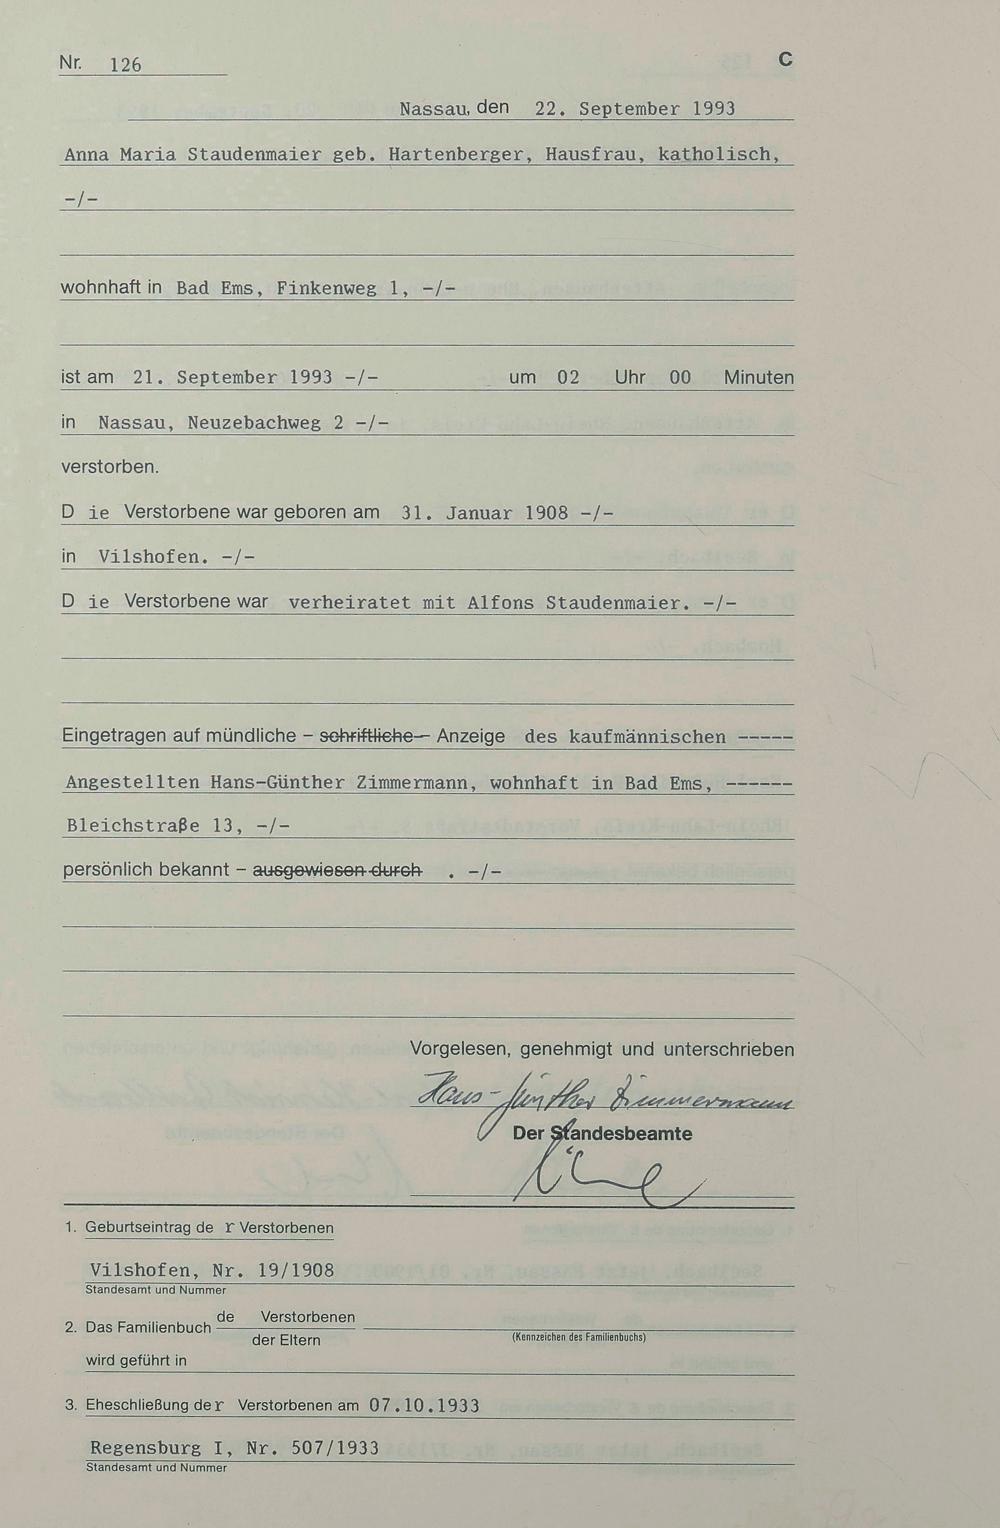 Nr. 126
C
Nassau, den 22. September 1993
Anna Maria Staudenmaier geb. Hartenberger, Hausfrau, katholisch,
-/-
wohnhaft in Bad Ems, Finkenweg 1, -/-
ist am 21. September 1993 -/- um 02 Uhr 00 Minuten
in Nassau, Neuzebachweg 2 -/-
verstorben.
D ie Verstorbene war geboren am 31. Januar 1908 -/-
in Vilshofen. -/-
D ie Verstorbene war verheiratet mit Alfons Staudenmaier. -/-
Eingetragen auf mündliche – schriftliche – Anzeige des kaufmännischen -----
Angestellten Hans-Günther Zimmermann, wohnhaft in Bad Ems, ------
Bleichstraße 13, -/-
persönlich bekannt – ausgewiesen durch . -/-
Vorgelesen, genehmigt und unterschrieben
Hans-Günther Zimmermann
Der Standesbeamte
1. Geburtseintrag de r Verstorbenen
Vilshofen, Nr. 19/1908
Standesamt und Nummer
2. Das Familienbuch de Verstorbenen
der Eltern
(Kennzeichen des Familienbuchs)
wird geführt in
3. Eheschließung der Verstorbenen am 07.10.1933
Regensburg I, Nr. 507/1933
Standesamt und Nummer